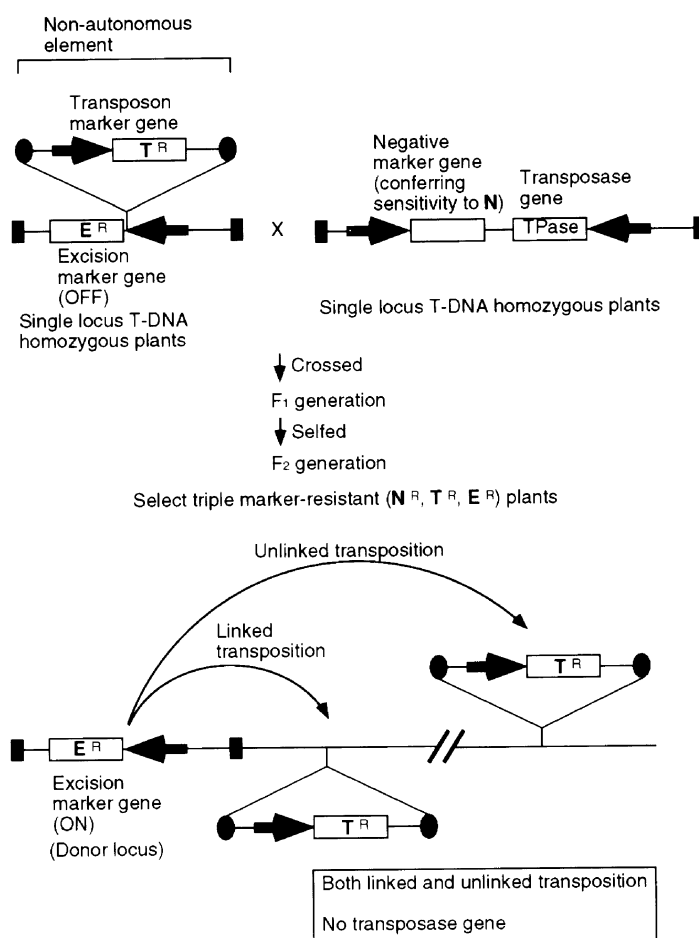 Non-autonomous
element
Transposon
marker gene
T R
E R
Excision
marker gene
(OFF)
Single locus T-DNA
homozygous plants
X
Negative
marker gene
(conferring
sensitivity to N)
Transposase
gene
TPase
Single locus T-DNA homozygous plants
Crossed
F1 generation
Selfed
F2 generation
Select triple marker-resistant (N R, T R, E R) plants
Unlinked transposition
Linked
transposition
T R
E R
Excision
marker gene
(ON)
(Donor locus)
T R
Both linked and unlinked transposition
No transposase gene